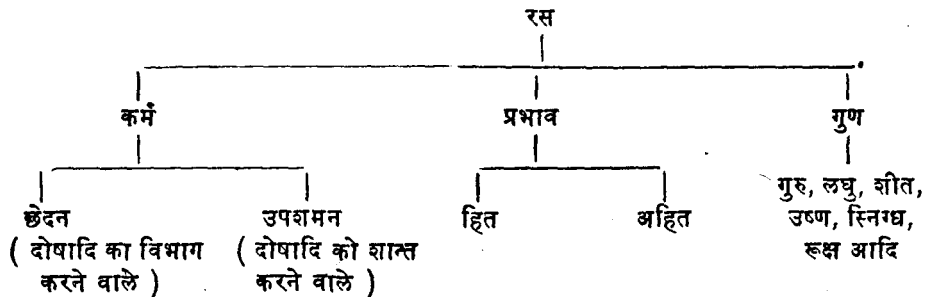 रस
कर्म प्रभाव गुण
छेदन उपशमन हित अहित गुरु, लघु, शीत,
( दोषादि का विभाग ( दोषादि को शान्त उष्ण, स्निग्ध,
करने वाले ) करने वाले ) रूक्ष आदि